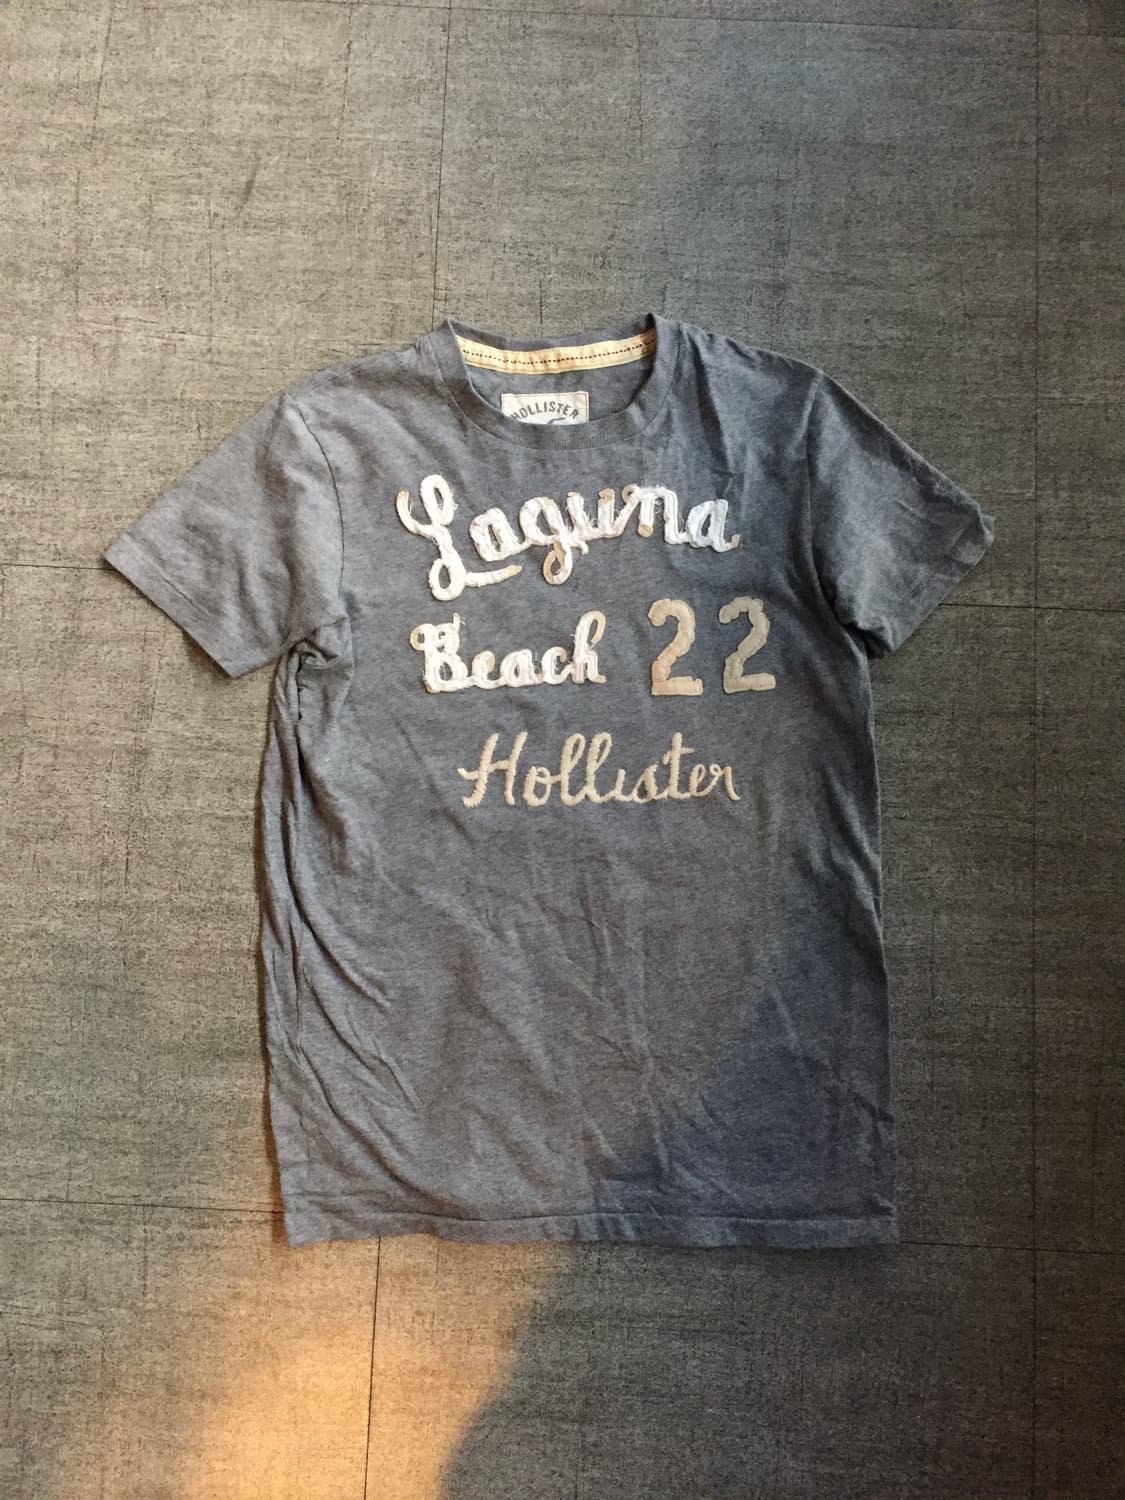 HOLLISTER
Laguna
Beach 22
Hollister